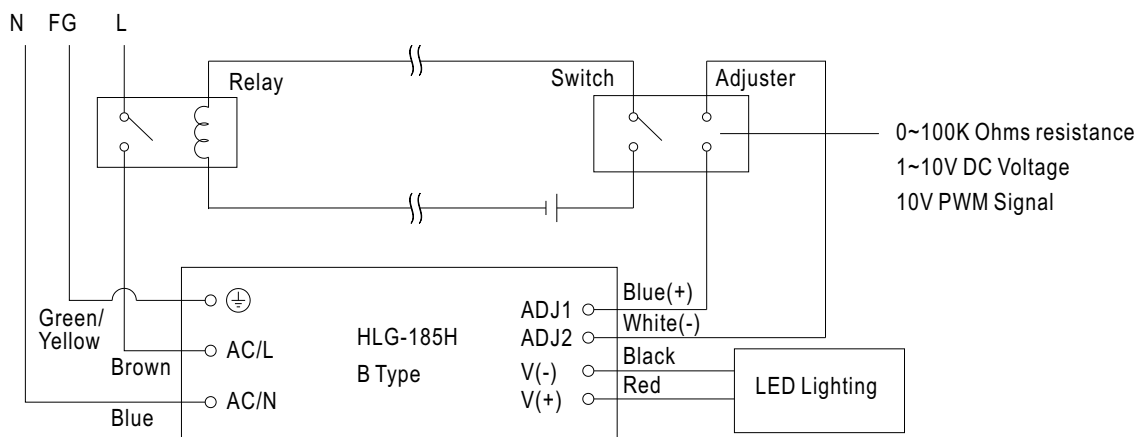 N FG L
Relay
Switch
Adjuster
0~100K Ohms resistance
1~10V DC Voltage
10V PWM Signal
Green/
Yellow
Brown
Blue
AC/L
AC/N
HLG-185H
B Type
ADJ1
ADJ2
V(-)
V(+)
Blue(+)
White(-)
Black
Red
LED Lighting